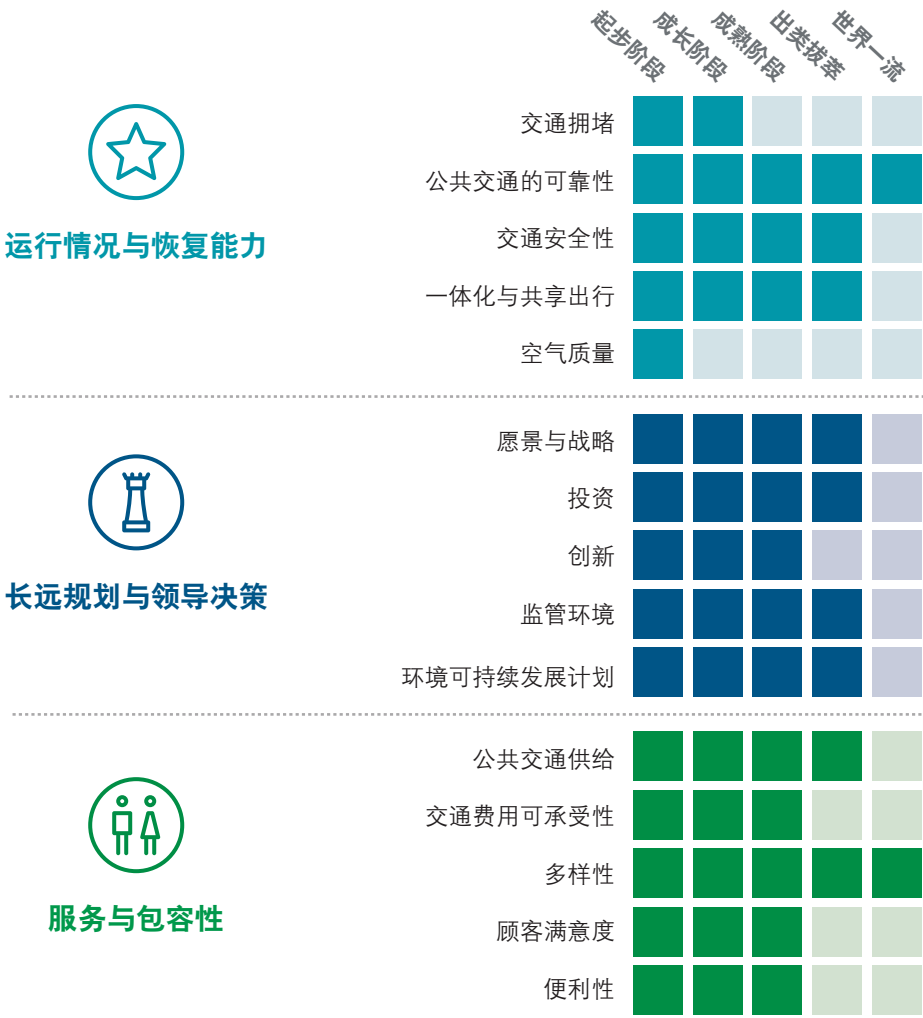 起步阶段
成长阶段
成熟阶段
出类拔萃
世界一流
交通拥堵
公共交通的可靠性
交通安全性
一体化与共享出行
空气质量
运行情况与恢复能力
愿景与战略
投资
创新
监管环境
环境可持续发展计划
长远规划与领导决策
公共交通供给
交通费用可承受性
多样性
顾客满意度
便利性
服务与包容性